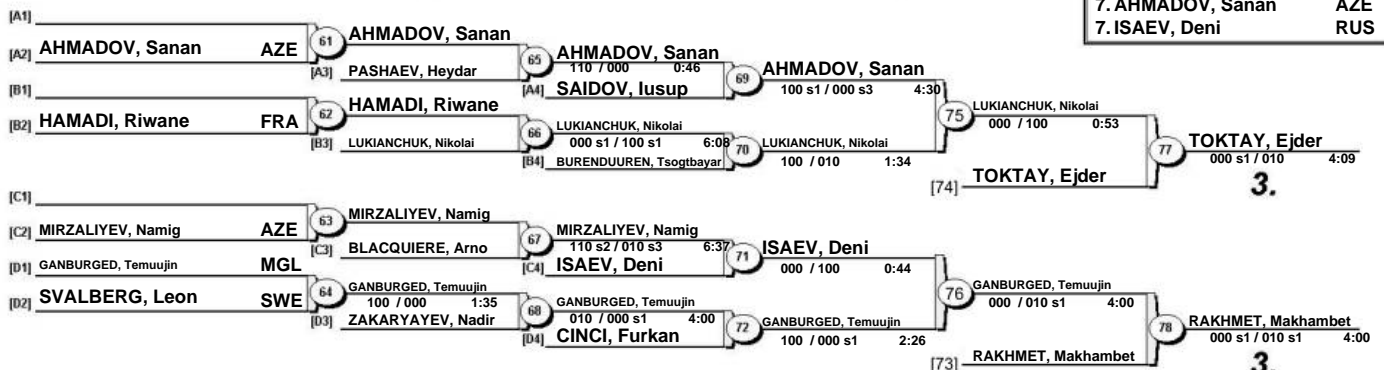 7. AHMADOV, Sanan AZE
7. ISAEV, Deni RUS
[A1]
[A2] AHMADOV, Sanan AZE
61 AHMADOV, Sanan
[A3] PASHAEV, Heydar
65 AHMADOV, Sanan
110 / 000 0:46
[A4] SAIDOV, Iusup
69 AHMADOV, Sanan
100 s1 / 000 s3 4:30
[B1]
[B2] HAMADI, Riwane FRA
62 HAMADI, Riwane
[B3] LUKIANCHUK, Nikolai
66 LUKIANCHUK, Nikolai
000 s1 / 100 s1 6:08
[B4] BURENDUUREN, Tsogtbayar
70 LUKIANCHUK, Nikolai
100 / 010 1:34
75 LUKIANCHUK, Nikolai
000 / 100 0:53
[74] TOKTAY, Ejder
77 TOKTAY, Ejder
000 s1 / 010 4:09
3.
[C1]
[C2] MIRZALIYEV, Namig AZE
63 MIRZALIYEV, Namig
[C3] BLACQUIERE, Arno
67 MIRZALIYEV, Namig
110 s2 / 010 s3 6:37
[C4] ISAEV, Deni
71 ISAEV, Deni
000 / 100 0:44
[D1] GANBURGED, Temuujin MGL
[D2] SVALBERG, Leon SWE
64 GANBURGED, Temuujin
100 / 000 1:35
[D3] ZAKARYAYEV, Nadir
68 GANBURGED, Temuujin
010 / 000 s1 4:00
[D4] CINCI, Furkan
72 GANBURGED, Temuujin
100 / 000 s1 2:26
76 GANBURGED, Temuujin
000 / 010 s1 4:00
[73] RAKHMET, Makhambet
78 RAKHMET, Makhambet
000 s1 / 010 s1 4:00
3.